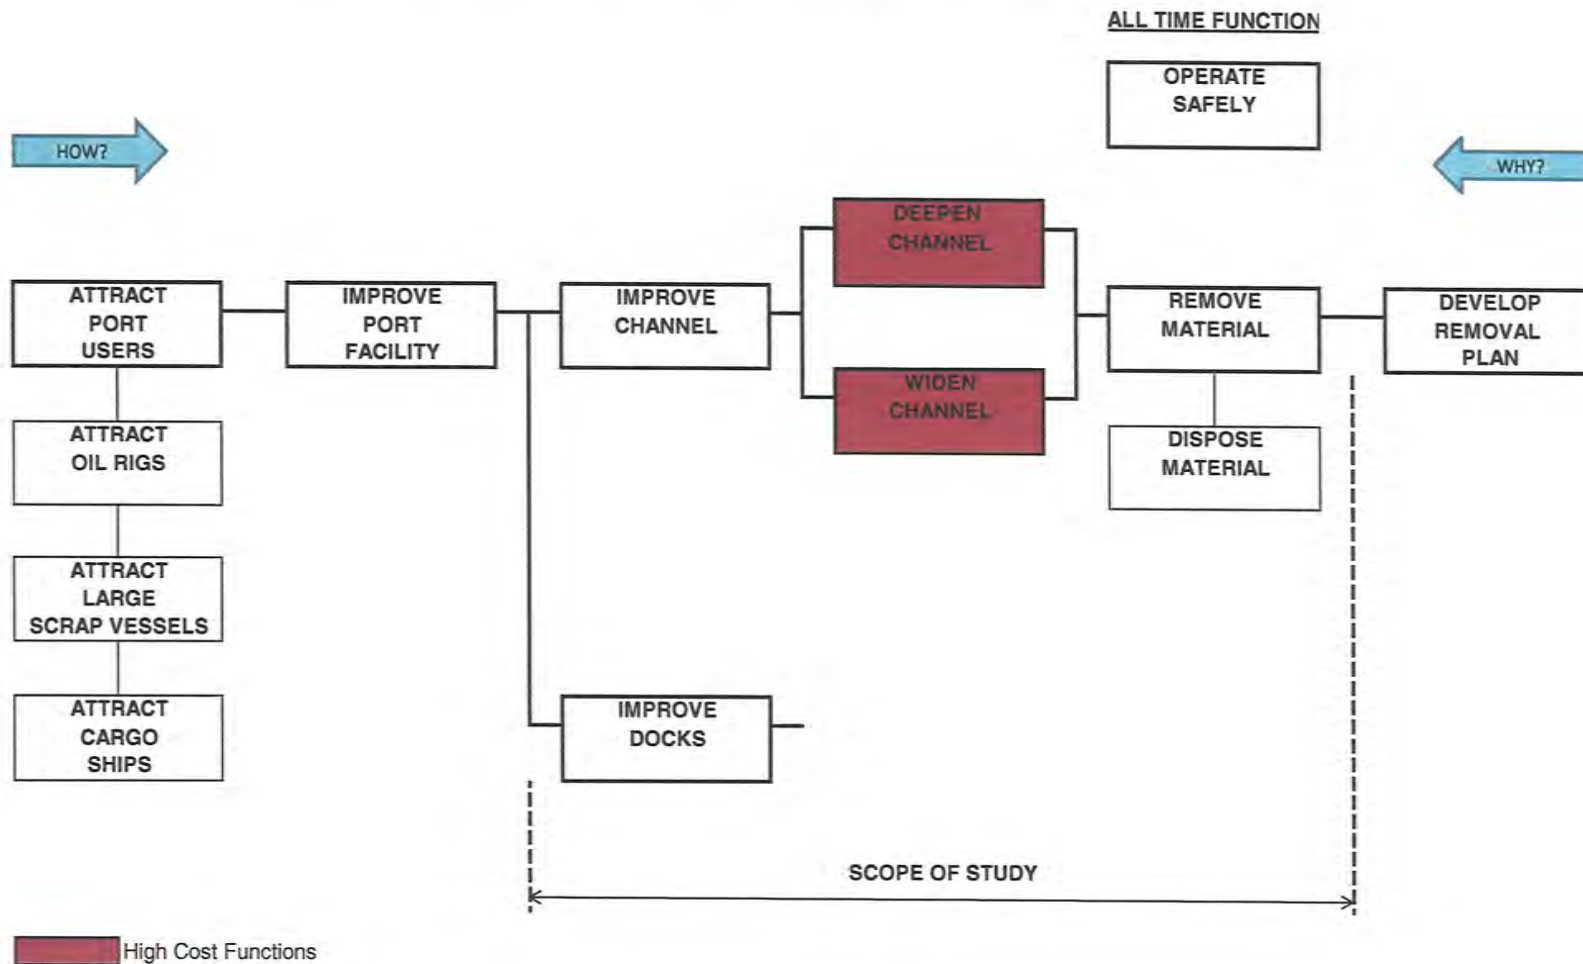 ALL TIME FUNCTION
OPERATE
SAFELY
HOW?
WHY?
DEEPEN
CHANNEL
ATTRACT
PORT
USERS
IMPROVE
PORT
FACILITY
IMPROVE
CHANNEL
REMOVE
MATERIAL
DEVELOP
REMOVAL
PLAN
WIDEN
CHANNEL
ATTRACT
OIL RIGS
DISPOSE
MATERIAL
ATTRACT
LARGE
SCRAP VESSELS
ATTRACT
CARGO
SHIPS
IMPROVE
DOCKS
SCOPE OF STUDY
High Cost Functions